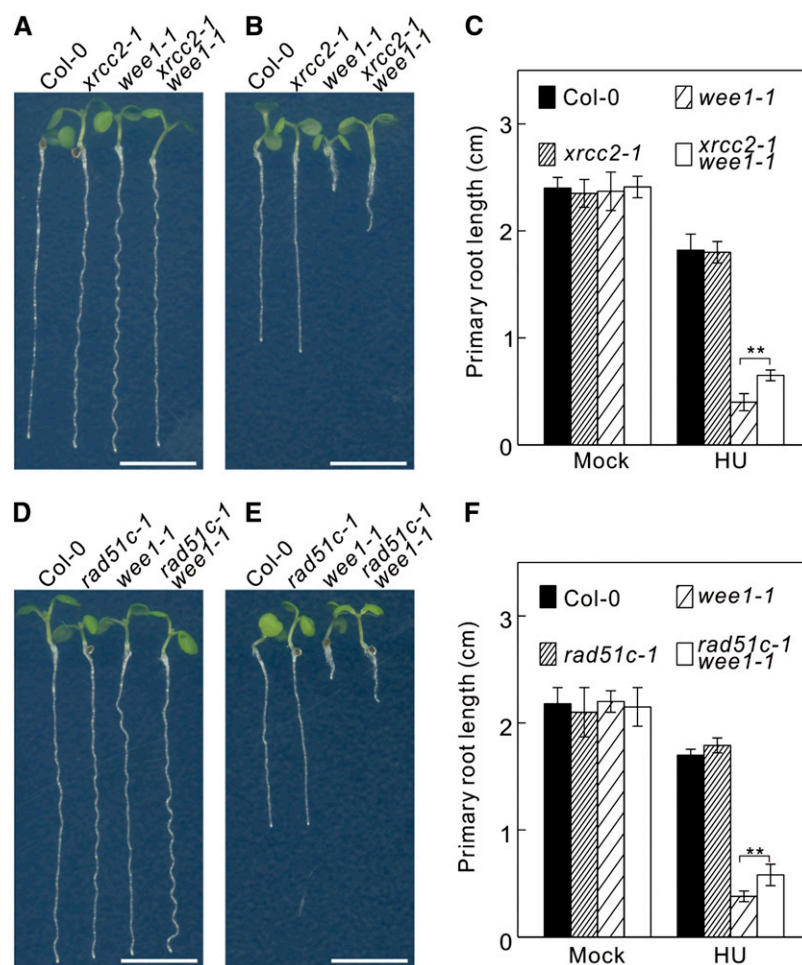 A
Col-0
xrcc2-1
wee1-1
xrcc2-1
wee1-1
B
Col-0
xrcc2-1
wee1-1
xrcc2-1
wee1-1
C
Primary root length (cm)
3
2
1
0
Col-0
wee1-1
xrcc2-1
xrcc2-1
wee1-1
**
Mock
HU
D
Col-0
rad51c-1
wee1-1
rad51c-1
wee1-1
E
Col-0
rad51c-1
wee1-1
rad51c-1
wee1-1
F
Primary root length (cm)
3
2
1
0
Col-0
wee1-1
rad51c-1
rad51c-1
wee1-1
**
Mock
HU